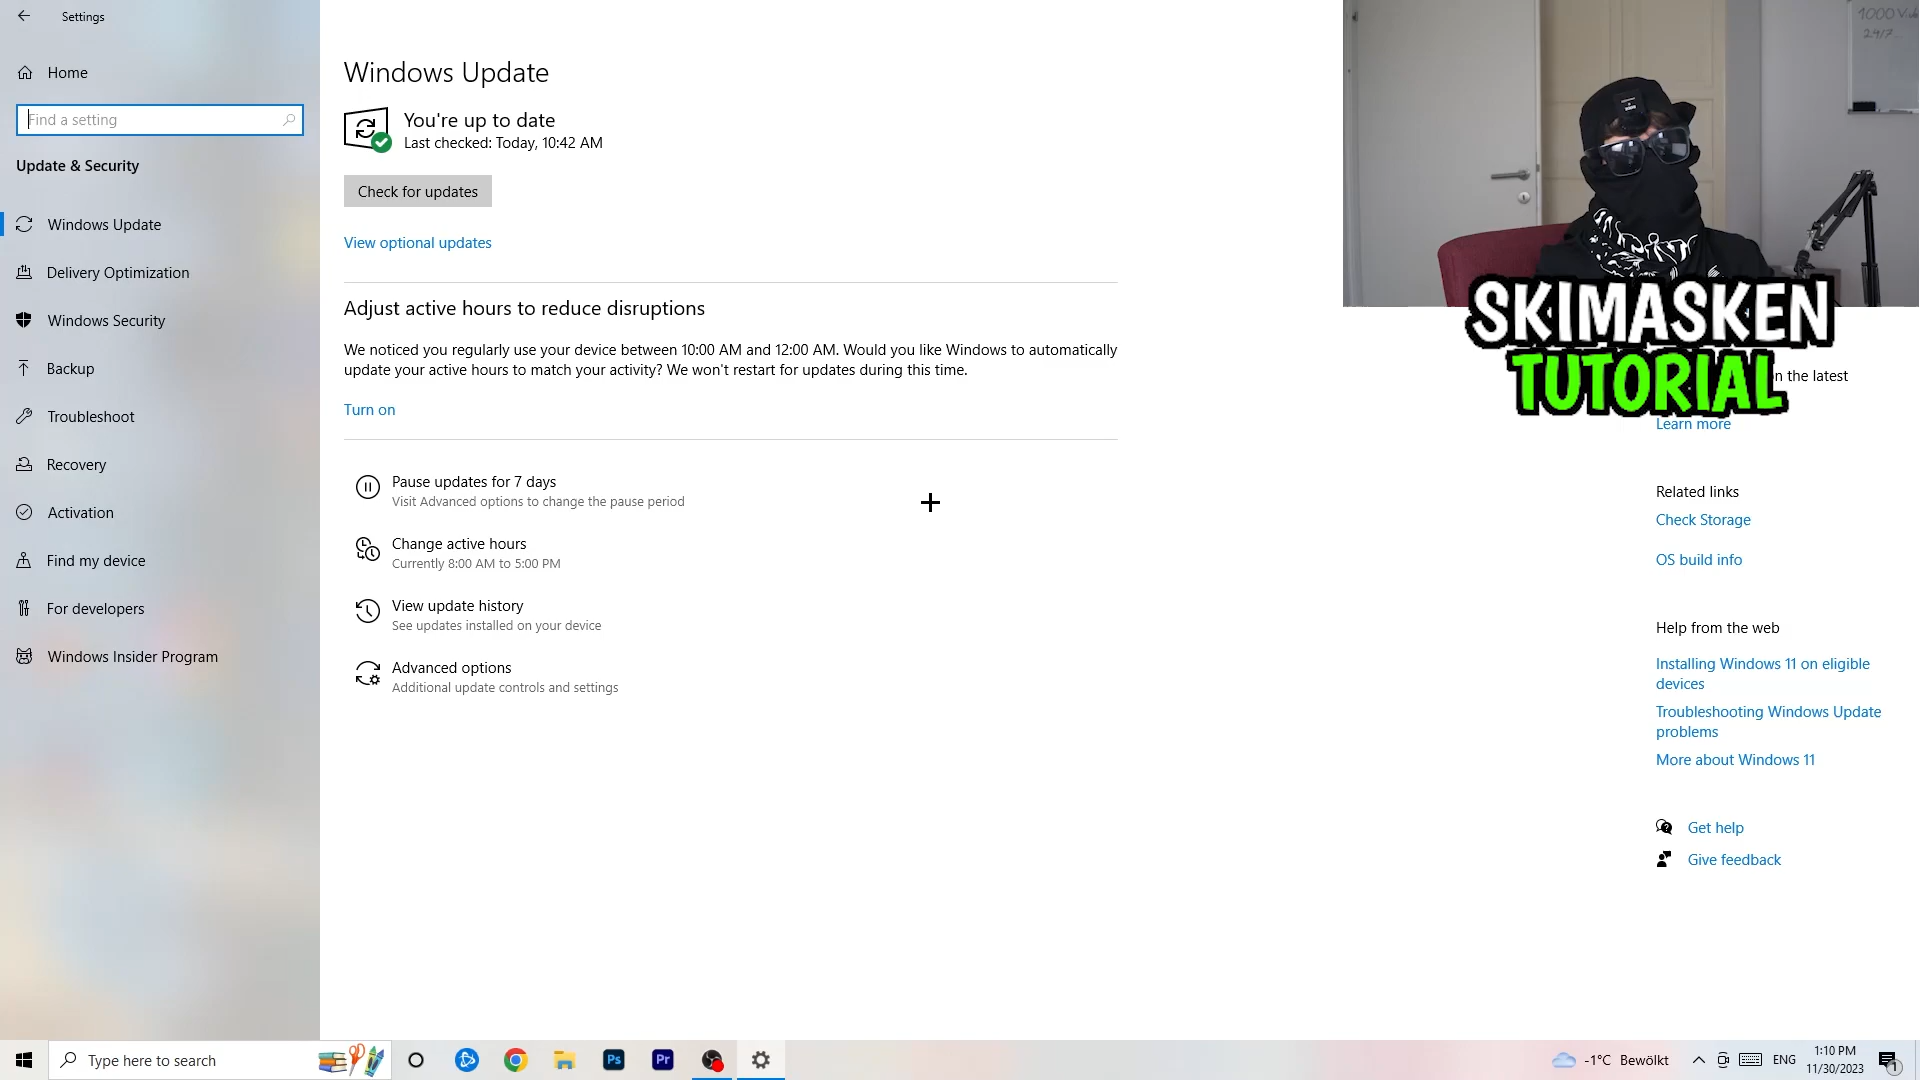 Settings
Home
Find a setting
Update & Security
Windows Update
Delivery Optimization
Windows Security
Backup
Troubleshoot
Recovery
Activation
Find my device
For developers
Windows Insider Program
Windows Update
You're up to date
Last checked: Today, 10:42 AM
Check for updates
View optional updates
Adjust active hours to reduce disruptions
We noticed you regularly use your device between 10:00 AM and 12:00 AM. Would you like Windows to automatically
update your active hours to match your activity? We won't restart for updates during this time.
Turn on
Pause updates for 7 days
Visit Advanced options to change the pause period
Change active hours
Currently 8:00 AM to 5:00 PM
View update history
See updates installed on your device
Advanced options
Additional update controls and settings
1000
24/7
SKIMASKEN
TUTORIAL
n the latest
Learn more
Related links
Check Storage
OS build info
Help from the web
Installing Windows 11 on eligible
devices
Troubleshooting Windows Update
problems
More about Windows 11
Get help
Give feedback
Type here to search
Ps
Pr
-1°C Bewölkt
ENG
1:10 PM
11/30/2023
1